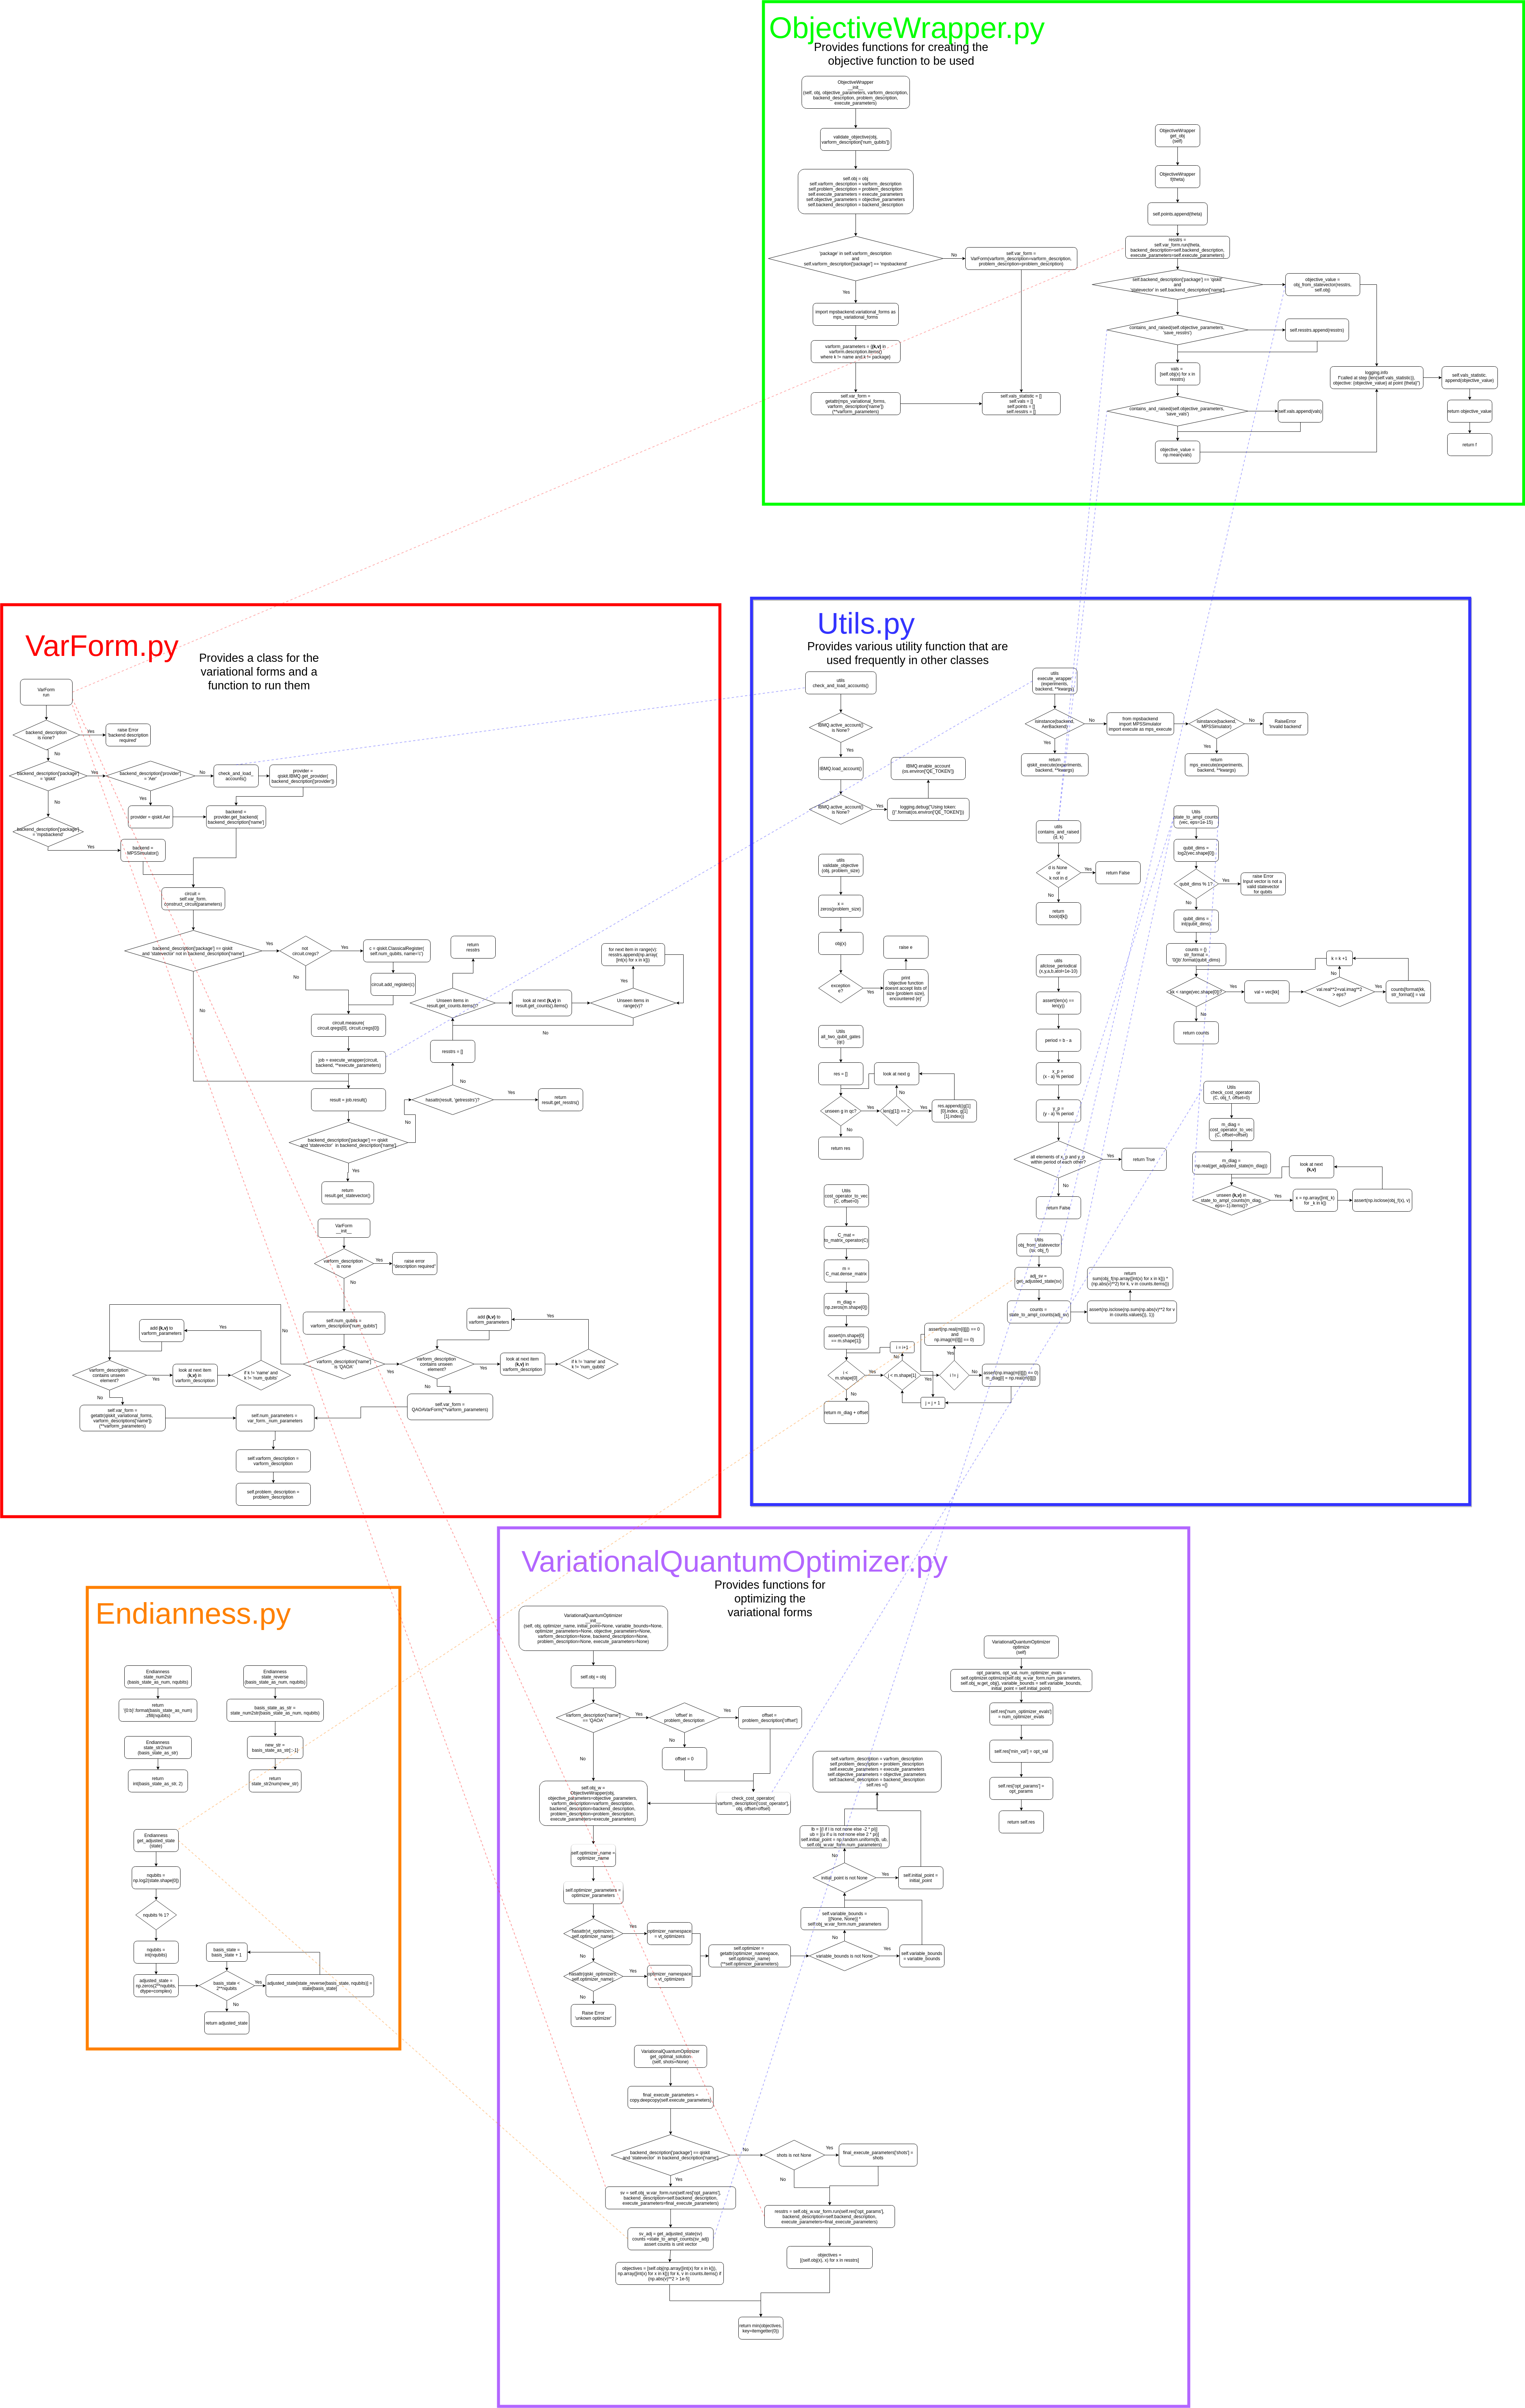 ObjectiveWrapper.py
Provides functions for creating the
objective function to be used
ObjectiveWrapper
__init__
(self, obj, objective_parameters, varform_description,
backend_description, problem_description,
execute_parameters)
validate_objective(obj,
varform_description['num_qubits'])
self.obj = obj
self.varform_description = varform_description
self.problem_description = problem_description
self.execute_parameters = execute_parameters
self.objective_parameters = objective_parameters
self.backend_description = backend_description
'package' in self.varform_description
and
self.varform_description['package'] == 'mpsbackend'
No
self.var_form =
VarForm(varform_description=varform_description,
problem_description=problem_description)
Yes
import mpsbackend.variational_forms as
mps_variational_forms
varform_parameters = {(k,v) in
varform.description.items()
where k != name and k != package}
self.var_form =
getattr(mps_variational_forms,
varform_description['name'])
(**varform_parameters)
self.vals_statistic = []
self.vals = []
self.points = []
self.resstrs = []
ObjectiveWrapper
get_obj
(self)
ObjectiveWrapper
f(theta)
self.points.append(theta)
resstrs =
self.var_form.run(theta,
backend_description=self.backend_description,
execute_parameters=self.execute_parameters)
self.backend_description['package'] == 'qiskit'
and
'statevector' in self.backend_description['name']
objective_value =
obj_from_statevector(resstrs,
self.obj)
contains_and_raised(self.objective_parameters,
'save_resstrs')
self.resstrs.append(resstrs)
vals =
[self.obj(x) for x in
resstrs)
contains_and_raised(self.objective_parameters,
'save_vals')
self.vals.append(vals)
objective_value =
np.mean(vals)
logging.info
f"called at step {len(self.vals_statistic)},
objective: {objective_value} at point {theta}")
self.vals_statistic.
append(objective_value)
return objective_value
return f
VarForm.py
Provides a class for the
variational forms and a
function to run them
VarForm
run
backend_description
is none?
Yes
raise Error
'backend description
required'
No
backend_description['package']
= 'qiskit'
Yes
backend_description['provider']
= 'Aer'
No
check_and_load_
accounts()
provider =
qiskit.IBMQ.get_provider(
backend_description['provider'])
Yes
provider = qiskit.Aer
backend =
provider.get_backend(
backend_description['name']
No
backend_description['package']
= 'mpsbackend'
Yes
backend =
MPSSimulator()
circuit =
self.var_form.
construct_circuit(parameters)
backend_description['package'] == qiskit
and 'statevector' not in backend_description['name']
Yes
not
circuit.cregs?
Yes
c = qiskit.ClassicalRegister(
self.num_qubits, name='c')
circuit.add_register(c)
No
circuit.measure(
circuit.qregs[0], circuit.cregs[0])
job = execute_wrapper(circuit,
backend, **execute_parameters)
No
result = job.result()
backend_description['package'] == qiskit
and 'statevector' in backend_description['name']
No
Yes
return
result.get_statevector()
hasattr(result, 'getresstrs')?
Yes
return
result.get_resstrs()
No
resstrs = []
Unseen items in
result.get_counts.items()?
return
resstrs
look at next (k,v) in
result.get_counts().items()
Unseen items in
range(v)?
Yes
for next item in range(v):
resstrs.append(np.array(
[int(x) for x in k]))
No
VarForm
__init__
varform_description
is none
Yes
raise error
"description required"
No
self.num_qubits =
varform_description['num_qubits']
varform_description['name']
is 'QAOA'
No
Yes
varform_description
contains unseen
element?
Yes
look at next item
(k,v) in
varform_description
if k != 'name' and
k != 'num_qubits'
Yes
add (k,v) to
varform_parameters
No
self.var_form =
QAOAVarForm(**varform_parameters)
varform_description
contains unseen
element?
Yes
look at next item
(k,v) in
varform_description
if k != 'name' and
k != 'num_qubits'
Yes
add (k,v) to
varform_parameters
No
self.var_form =
getattr(qiskit_variational_forms,
varform_descriptions['name'])
(**varform_parameters)
self.num_parameters =
var_form._num_parameters
self.varform_description =
varform_description
self.problem_description =
problem_description
Utils.py
Provides various utility function that are
used frequently in other classes
utils
check_and_load_accounts()
IBMQ.active_account()
is None?
Yes
IBMQ.load_account()
IBMQ.active_account()
is None?
Yes
logging.debug("Using token:
{}".format(os.environ['QE_TOKEN']))
IBMQ.enable_account
(os.environ['QE_TOKEN'])
utils
execute_wrapper
(experiments,
backend, **kwargs)
isinstance(backend,
AerBackend)
No
from mpsbackend
import MPSSimulator
import execute as mps_execute
isinstance(backend,
MPSSimulator)
No
RaiseError
'Invalid backend'
Yes
return
qiskit_execute(experiments,
backend, **kwargs)
Yes
return
mps_execute(experiments,
backend, **kwargs)
utils
validate_objective
(obj, problem_size)
x =
zeros(problem_size)
obj(x)
exception
e?
Yes
print
'objective function
doesnt accept lists of
size {problem size},
encountered {e}'
raise e
utils
contains_and_raised
(d, k)
d is None
or
k not in d
Yes
return False
No
return
bool(d[k])
Utils
state_to_ampl_counts
(vec, eps=1e-15)
qubit_dims =
log2(vec.shape[0])
qubit_dims % 1?
Yes
raise Error
Input vector is not a
valid statevector
for qubits
No
qubit_dims =
int(qubit_dims)
counts = {}
str_format =
'0{}b'.format(qubit_dims)
kk < range(vec.shape[0])?
Yes
val = vec[kk]
val.real**2+val.imag**2
> eps?
Yes
counts[format(kk,
str_format)] = val
No
k = k +1
No
return counts
utils
allclose_periodical
(x,y,a,b,atol=1e-10)
assert(len(x) ==
len(y))
period = b - a
x_p =
(x - a) % period
y_p =
(y - a) % period
all elements of x_p and y_p
within period of each other?
Yes
return True
No
return False
Utils
all_two_qubit_gates
(qc)
res = []
look at next g
unseen g in qc?
Yes
len(g[1]) == 2
Yes
res.append((g[1]
[0].index, g[1]
[1].index))
No
No
return res
Utils
check_cost_operator
(C, obj_f, offset=0)
m_diag =
cost_operator_to_vec
(C, offset=offset)
m_diag =
np.real(get_adjusted_state(m_diag))
unseen (k,v) in
state_to_ampl_counts(m_diag,
eps=-1).items()?
Yes
x = np.array([int(_k)
for _k in k])
assert(np.isclose(obj_f(x), v)
look at next
(k,v)
Utils
cost_operator_to_vec
(C, offset=0)
C_mat =
to_matrix_operator(C)
m =
C_mat.dense_matrix
m_diag =
np.zeros(m.shape[0])
assert(m.shape[0]
== m.shape[1])
i <
m.shape[0]
Yes
j < m.shape[1]
No
i = i+1
Yes
i != j
Yes
assert(np.real(m[i][j]) == 0
and
np.imag(m[i][j] == 0)
No
assert(np.imag(m[i][j]) == 0)
m_diag[i] = np.real(m[i][j])
j = j + 1
No
return m_diag + offset
Utils
obj_from_statevector
(sv, obj_f)
adj_sv =
get_adjusted_state(sv)
counts =
state_to_ampl_counts(adj_sv)
assert(np.isclose(np.sum(np.abs(v)**2 for v
in counts.values()), 1))
return
sum(obj_f(np.array([int(x) for x in k])) *
(np.abs(v)**2) for k, v in counts.items())
VariationalQuantumOptimizer.py
Provides functions for
optimizing the
variational forms
VariationalQuantumOptimizer
__init__
(self, obj, optimizer_name, initial_point=None, variable_bounds=None,
optimizer_parameters=None, objective_parameters=None,
varform_description=None, backend_description=None,
problem_description=None, execute_parameters=None)
self.obj = obj
varform_description['name']
== 'QAOA'
Yes
'offset' in
problem_description
Yes
offset =
problem_description['offset']
No
offset = 0
No
check_cost_operator(
varform_description['cost_operator'],
obj, offset=offset)
self.obj_w =
ObjectiveWrapper(obj,
objective_parameters=objective_parameters,
varform_description=varform_description,
backend_description=backend_description,
problem_description=problem_description,
execute_parameters=execute_parameters)
self.optimizer_name =
optimizer_name
self.optimizer_parameters =
optimizer_parameters
hasattr(vt_optimizers,
self.optimizer_name)
Yes
optimizer_namespace
= vt_optimizers
No
hasattr(qiski_optimizers,
self.optimizer_name)
Yes
optimizer_namespace
= vt_optimizers
No
Raise Error
'unkown optimizer'
self.optimizer =
getattr(optimizer_namespace,
self.optimizer_name)
(**self.optimizer_parameters)
variable_bounds is not None
Yes
self.variable_bounds
= variable_bounds
No
self.variable_bounds =
[(None, None)] *
self.obj_w.var_form.num_parameters
initial_point is not None
Yes
self.initial_point =
initial_point
No
lb = [(l if l is not none else -2 * pi)]
ub = [(u if u is not none else 2 * pi)]
self.initial_point = np.random.uniform(lb, ub,
self.obj_w.var_form.num_parameters)
self.varform_description = varfrom_description
self.problem_description = problem_description
self.execute_parameters = execute_parameters
self.objective_parameters = objective_parameters
self.backend_description = backend_description
self.res ={}
VariationalQuantumOptimizer
optimize
(self)
opt_params, opt_val, num_optimizer_evals =
self.optimizer.optimize(self.obj_w.var_form.num_parameters,
self.obj_w.get_obj(), variable_bounds = self.variable_bounds,
initial_point = self.initial_point)
self.res['num_optimizer_evals']
= num_optimizer_evals
self.res['min_val'] = opt_val
self.res['opt_params'] =
opt_params
return self.res
VariationalQuantumOptimizer
get_optimal_solution
(self, shots=None)
final_execute_parameters =
copy.deepcopy(self.execute_parameters)
backend_description['package'] == qiskit
and 'statevector' in backend_description['name']
No
shots is not None
Yes
final_execute_parameters['shots'] =
shots
Yes
No
sv = self.obj_w.var_form.run(self.res['opt_params'],
backend_description=self.backend_description,
execute_parameters=final_execute_parameters)
resstrs = self.obj_w.var_form.run(self.res['opt_params'],
backend_description=self.backend_description,
execute_parameters=final_execute_parameters)
sv_adj = get_adjusted_state(sv)
counts =state_to_ampl_counts(sv_adj)
assert counts is unit vector
objectives =
[(self.obj(x), x) for x in resstrs]
objectives = [(self.obj(np.array([int(x) for x in k])),
np.array([int(x) for x in k])) for k, v in counts.items() if
(np.abs(v)**2 > 1e-5]
return min(objectives,
key=itemgetter(0))
Endianness.py
Endianness
state_num2str
(basis_state_as_num, nqubits)
return
'{0:b}'.format(basis_state_as_num)
.zfill(nqubits)
Endianness
state_str2num
(basis_state_as_str)
return
int(basis_state_as_str, 2)
Endianness
state_reverse
(basis_state_as_num, nqubits)
basis_state_as_str =
state_num2str(basis_state_as_num, nqubits)
new_str =
basis_state_as_str[::-1]
return
state_str2num(new_str)
Endianness
get_adjusted_state
(state)
nqubits =
np.log2(state.shape[0])
nqubits % 1?
nqubits =
int(nqubits)
adjusted_state =
np.zeros(2**nqubits,
dtype=complex)
basis_state <
2**nqubits
Yes
adjusted_state[state_reverse(basis_state, nqubits)] =
state[basis_state]
basis_state =
basis_state + 1
No
return adjusted_state